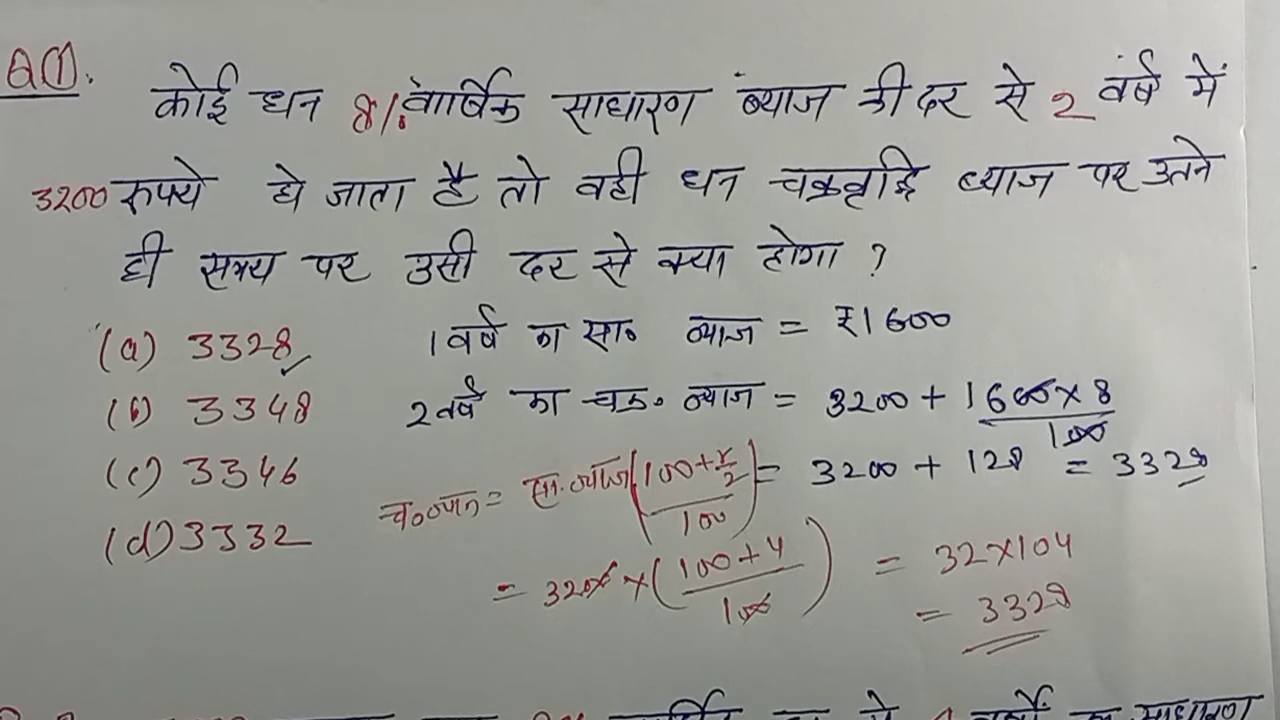 Q(1).
कोई धन 8%. वार्षिक साधारण ब्याज की दर से 2 वर्ष में
3200 रुपये हो जाता है तो वही धन चक्रवृद्धि ब्याज पर उतने
ही समय पर उसी दर से क्या होगा ?
(a) 3328 ✓
(b) 3348
(c) 3346
(d) 3332
1 वर्ष का सा० ब्याज = ₹1600
2 वर्ष का चक्र. ब्याज = 3200 + 1600 × 8 / 100
= 3200 + 128 = 3328
च० ब्याज = सा. ब्याज (100 + r/2 / 100)
= 3200 × (100 + 4 / 100) = 32 × 104
= 3328